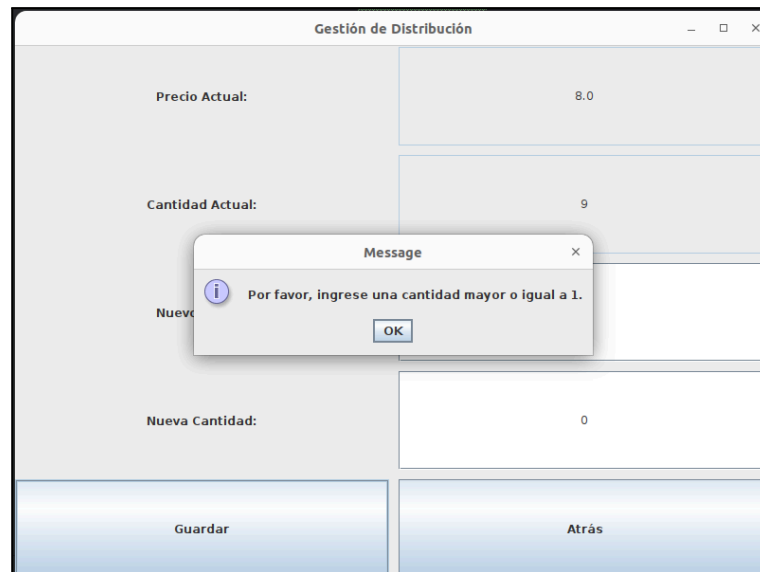 Gestión de Distribución
Precio Actual:
8.0
Cantidad Actual:
9
Message
Por favor, ingrese una cantidad mayor o igual a 1.
OK
Nueva Cantidad:
0
Guardar
Atrás